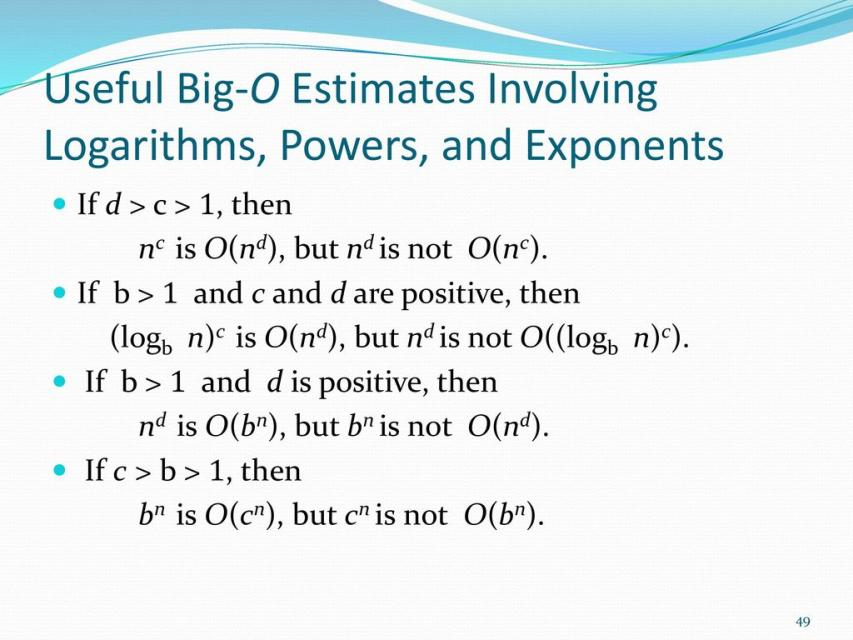 Useful Big-O Estimates Involving
Logarithms, Powers, and Exponents
• If d > c > 1, then
nᶜ is O(nᵈ), but nᵈ is not O(nᶜ).
• If b > 1 and c and d are positive, then
(log_b n)ᶜ is O(nᵈ), but nᵈ is not O((log_b n)ᶜ).
• If b > 1 and d is positive, then
nᵈ is O(bⁿ), but bⁿ is not O(nᵈ).
• If c > b > 1, then
bⁿ is O(cⁿ), but cⁿ is not O(bⁿ).
49